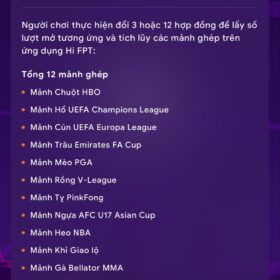 Người chơi thực hiện đổi 3 hoặc 12 hợp đồng để lấy số
lượt mở tương ứng và tích lũy các mảnh ghép trên
ứng dụng Hi FPT:
Tổng 12 mảnh ghép
Mảnh Chuột HBO
Mảnh Hổ UEFA Champions League
Mảnh Cún UEFA Europa League
Mảnh Trâu Emirates FA Cup
Mảnh Mèo PGA
Mảnh Rồng V-League
Mảnh Tỵ PinkFong
Mảnh Ngựa AFC U17 Asian Cup
Mảnh Heo NBA
Mảnh Khỉ Giao lộ
Mảnh Gà Bellator MMA